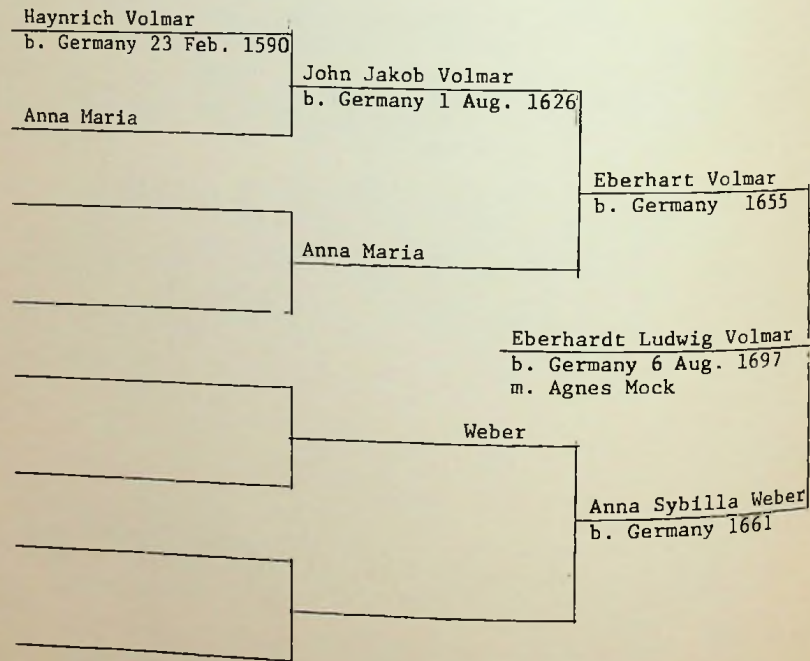 Haynrich Volmar
b. Germany 23 Feb. 1590
John Jakob Volmar
b. Germany 1 Aug. 1626
Anna Maria
Eberhart Volmar
b. Germany 1655
Anna Maria
Eberhardt Ludwig Volmar
b. Germany 6 Aug. 1697
m. Agnes Mock
Weber
Anna Sybilla Weber
b. Germany 1661